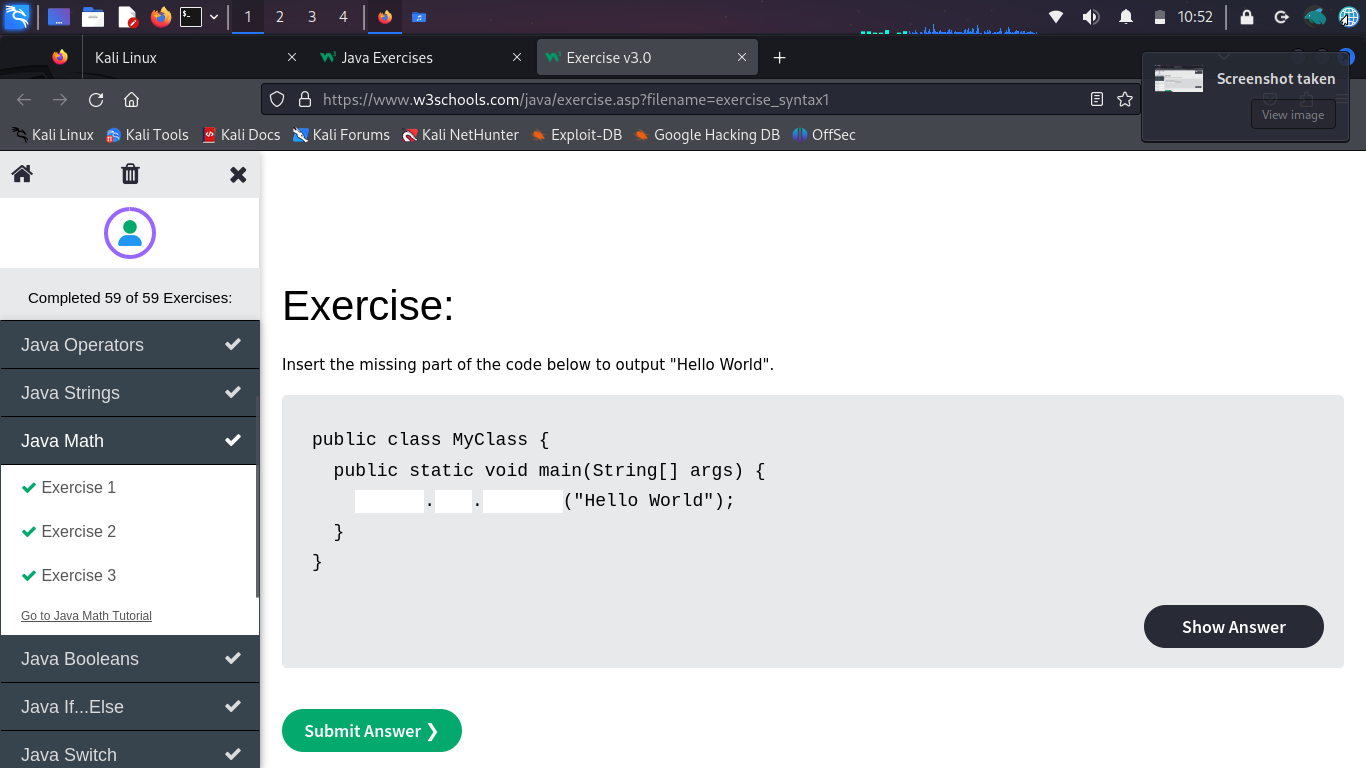 1 2 3 4 10:52
Kali Linux Java Exercises Exercise v3.0
Screenshot taken
View image
https://www.w3schools.com/java/exercise.asp?filename=exercise_syntax1
Kali Linux Kali Tools Kali Docs Kali Forums Kali NetHunter Exploit-DB Google Hacking DB OffSec
Completed 59 of 59 Exercises:
Java Operators
Java Strings
Java Math
Exercise 1
Exercise 2
Exercise 3
Go to Java Math Tutorial
Java Booleans
Java If...Else
Java Switch
Exercise:
Insert the missing part of the code below to output "Hello World".
public class MyClass {
public static void main(String[] args) {
. . ("Hello World");
}
}
Show Answer
Submit Answer ❯